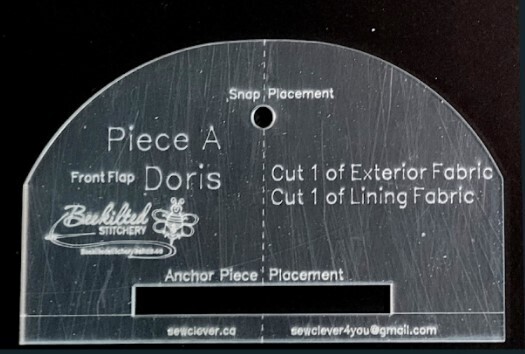 Snap Placement
Piece A
Front Flap Doris
Cut 1 of Exterior Fabric
Cut 1 of Lining Fabric
Beekilted
STITCHERY
Anchor Piece Placement
sewclover.ca
sewclever4you@gmail.com